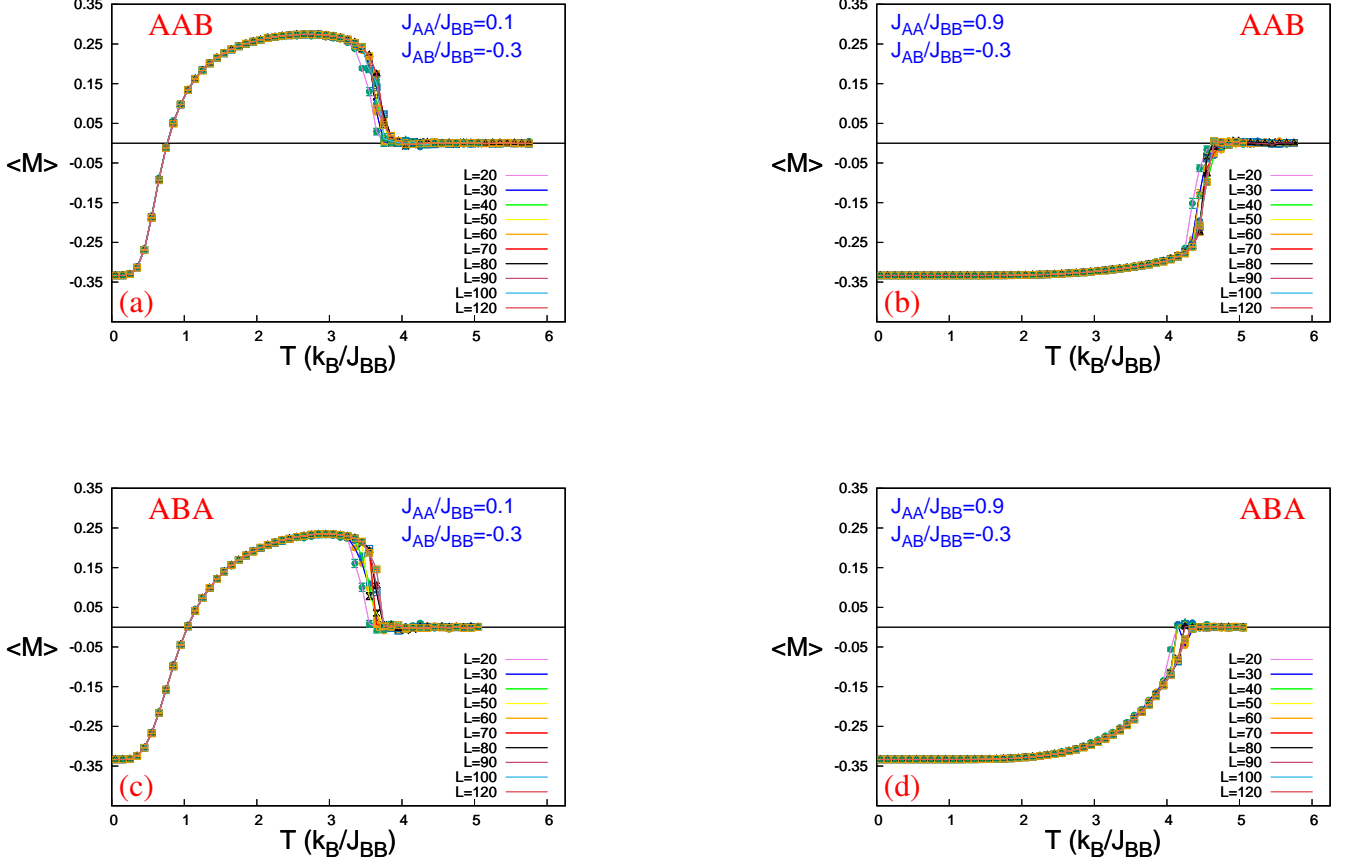 AAB
J_AA/J_BB=0.1
J_AB/J_BB=-0.3
0.35
0.25
0.15
0.05
-0.05
-0.15
-0.25
-0.35
<M>
L=20
L=30
L=40
L=50
L=60
L=70
L=80
L=90
L=100
L=120
(a)
0 1 2 3 4 5 6
T (k_B/J_BB)
J_AA/J_BB=0.9
J_AB/J_BB=-0.3
AAB
0.35
0.25
0.15
0.05
-0.05
-0.15
-0.25
-0.35
<M>
L=20
L=30
L=40
L=50
L=60
L=70
L=80
L=90
L=100
L=120
(b)
0 1 2 3 4 5 6
T (k_B/J_BB)
ABA
J_AA/J_BB=0.1
J_AB/J_BB=-0.3
0.35
0.25
0.15
0.05
-0.05
-0.15
-0.25
-0.35
<M>
L=20
L=30
L=40
L=50
L=60
L=70
L=80
L=90
L=100
L=120
(c)
0 1 2 3 4 5 6
T (k_B/J_BB)
J_AA/J_BB=0.9
J_AB/J_BB=-0.3
ABA
0.35
0.25
0.15
0.05
-0.05
-0.15
-0.25
-0.35
<M>
L=20
L=30
L=40
L=50
L=60
L=70
L=80
L=90
L=100
L=120
(d)
0 1 2 3 4 5 6
T (k_B/J_BB)